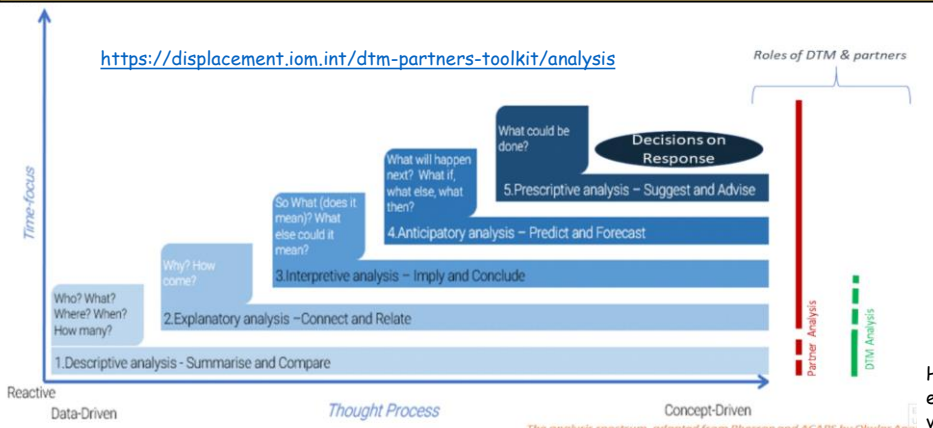 https://displacement.iom.int/dtm-partners-toolkit/analysis
Roles of DTM & partners
Time-focus
What could be
done?
Decisions on
Response
5.Prescriptive analysis – Suggest and Advise
What will happen
next? What if,
what else, what
then?
4.Anticipatory analysis – Predict and Forecast
So What (does it
mean)? What
else could it
mean?
3.Interpretive analysis – Imply and Conclude
Why? How
come?
2.Explanatory analysis –Connect and Relate
Who? What?
Where? When?
How many?
1.Descriptive analysis - Summarise and Compare
Partner Analysis
DTM Analysis
Reactive
Data-Driven
Thought Process
Concept-Driven